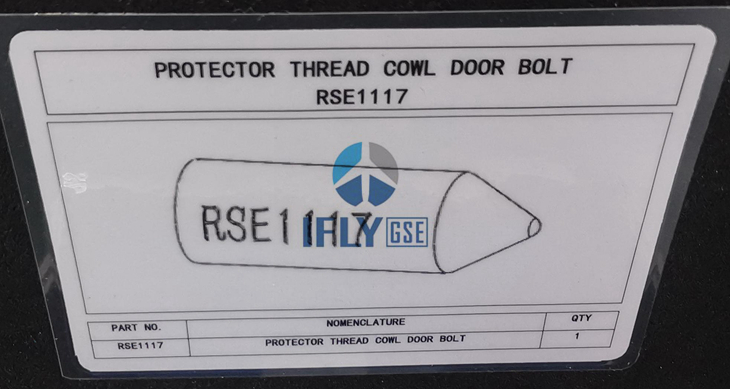 PROTECTOR THREAD COWL DOOR BOLT
RSE1117
RSE1117
IFLY GSE
PART NO. NOMENCLATURE QTY
RSE1117 PROTECTOR THREAD COWL DOOR BOLT 1